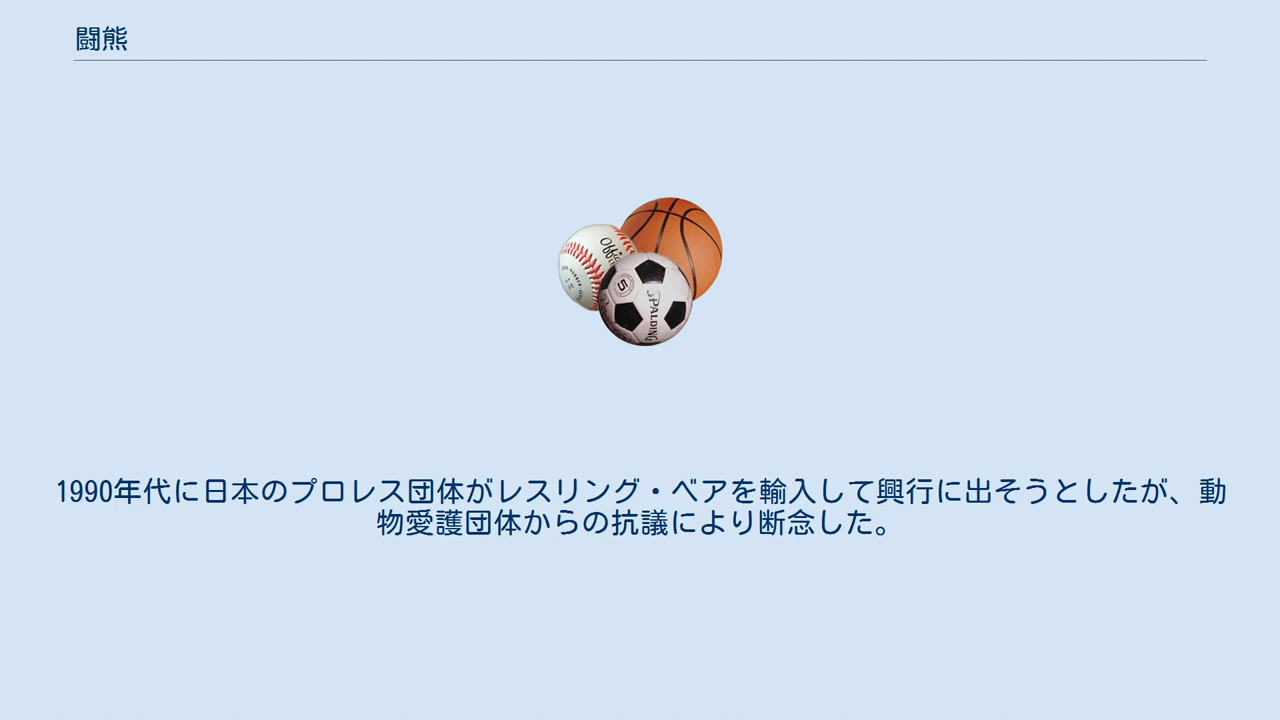 闘熊
Official
5
SPALDING
1990年代に日本のプロレス団体がレスリング・ベアを輸入して興行に出そうとしたが、動
物愛護団体からの抗議により断念した。